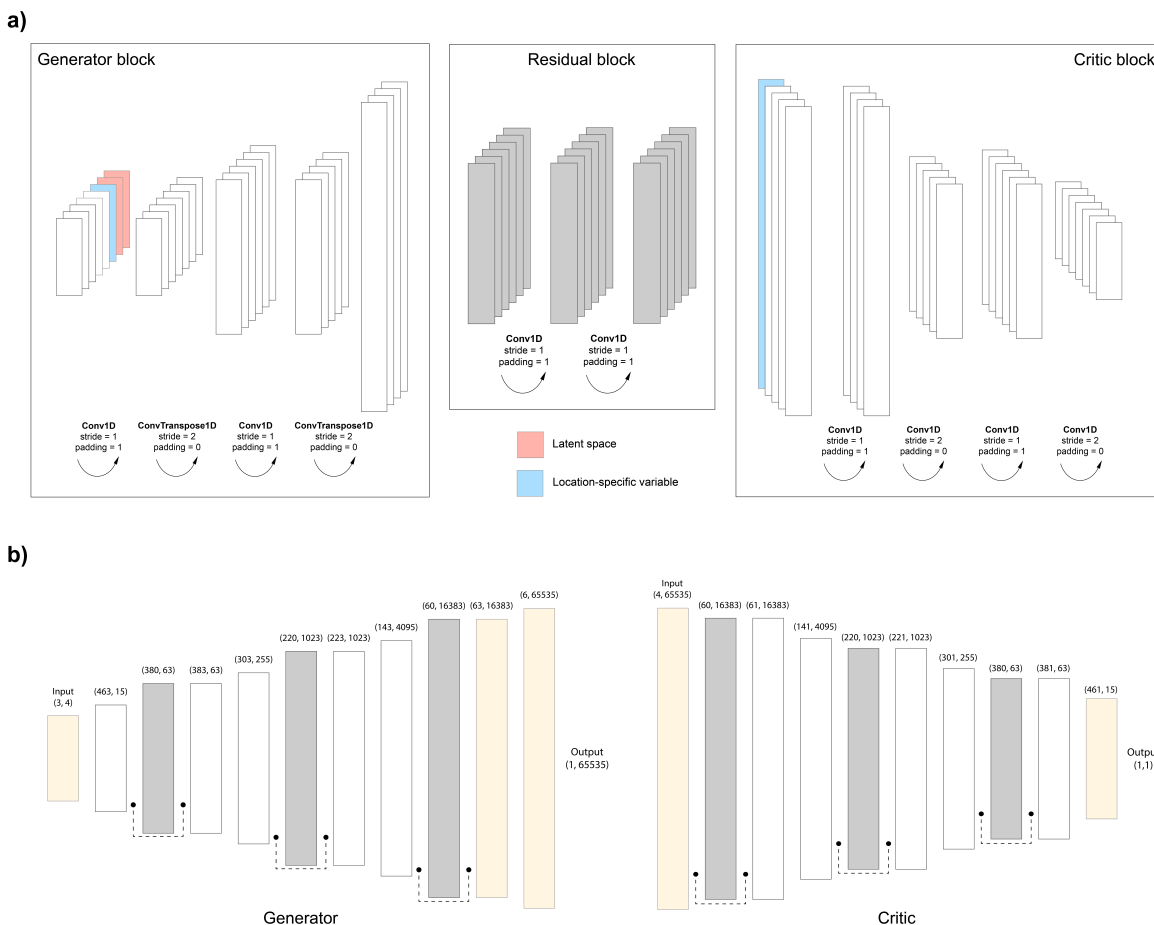 a)
Generator block
Residual block
Critic block
Conv1D
stride = 1
padding = 1
ConvTranspose1D
stride = 2
padding = 0
Conv1D
stride = 1
padding = 1
ConvTranspose1D
stride = 2
padding = 0
Conv1D
stride = 1
padding = 1
Conv1D
stride = 1
padding = 1
Latent space
Location-specific variable
Conv1D
stride = 1
padding = 1
Conv1D
stride = 2
padding = 0
Conv1D
stride = 1
padding = 1
Conv1D
stride = 2
padding = 0
b)
Input
(3, 4)
(463, 15)
(380, 63)
(383, 63)
(303, 255)
(220, 1023)
(223, 1023)
(143, 4095)
(60, 16383)
(63, 16383)
(6, 65535)
Output
(1, 65535)
Generator
Input
(4, 65535)
(60, 16383)
(61, 16383)
(141, 4095)
(220, 1023)
(221, 1023)
(301, 255)
(380, 63)
(381, 63)
(461, 15)
Outpu
(1,1)
Critic